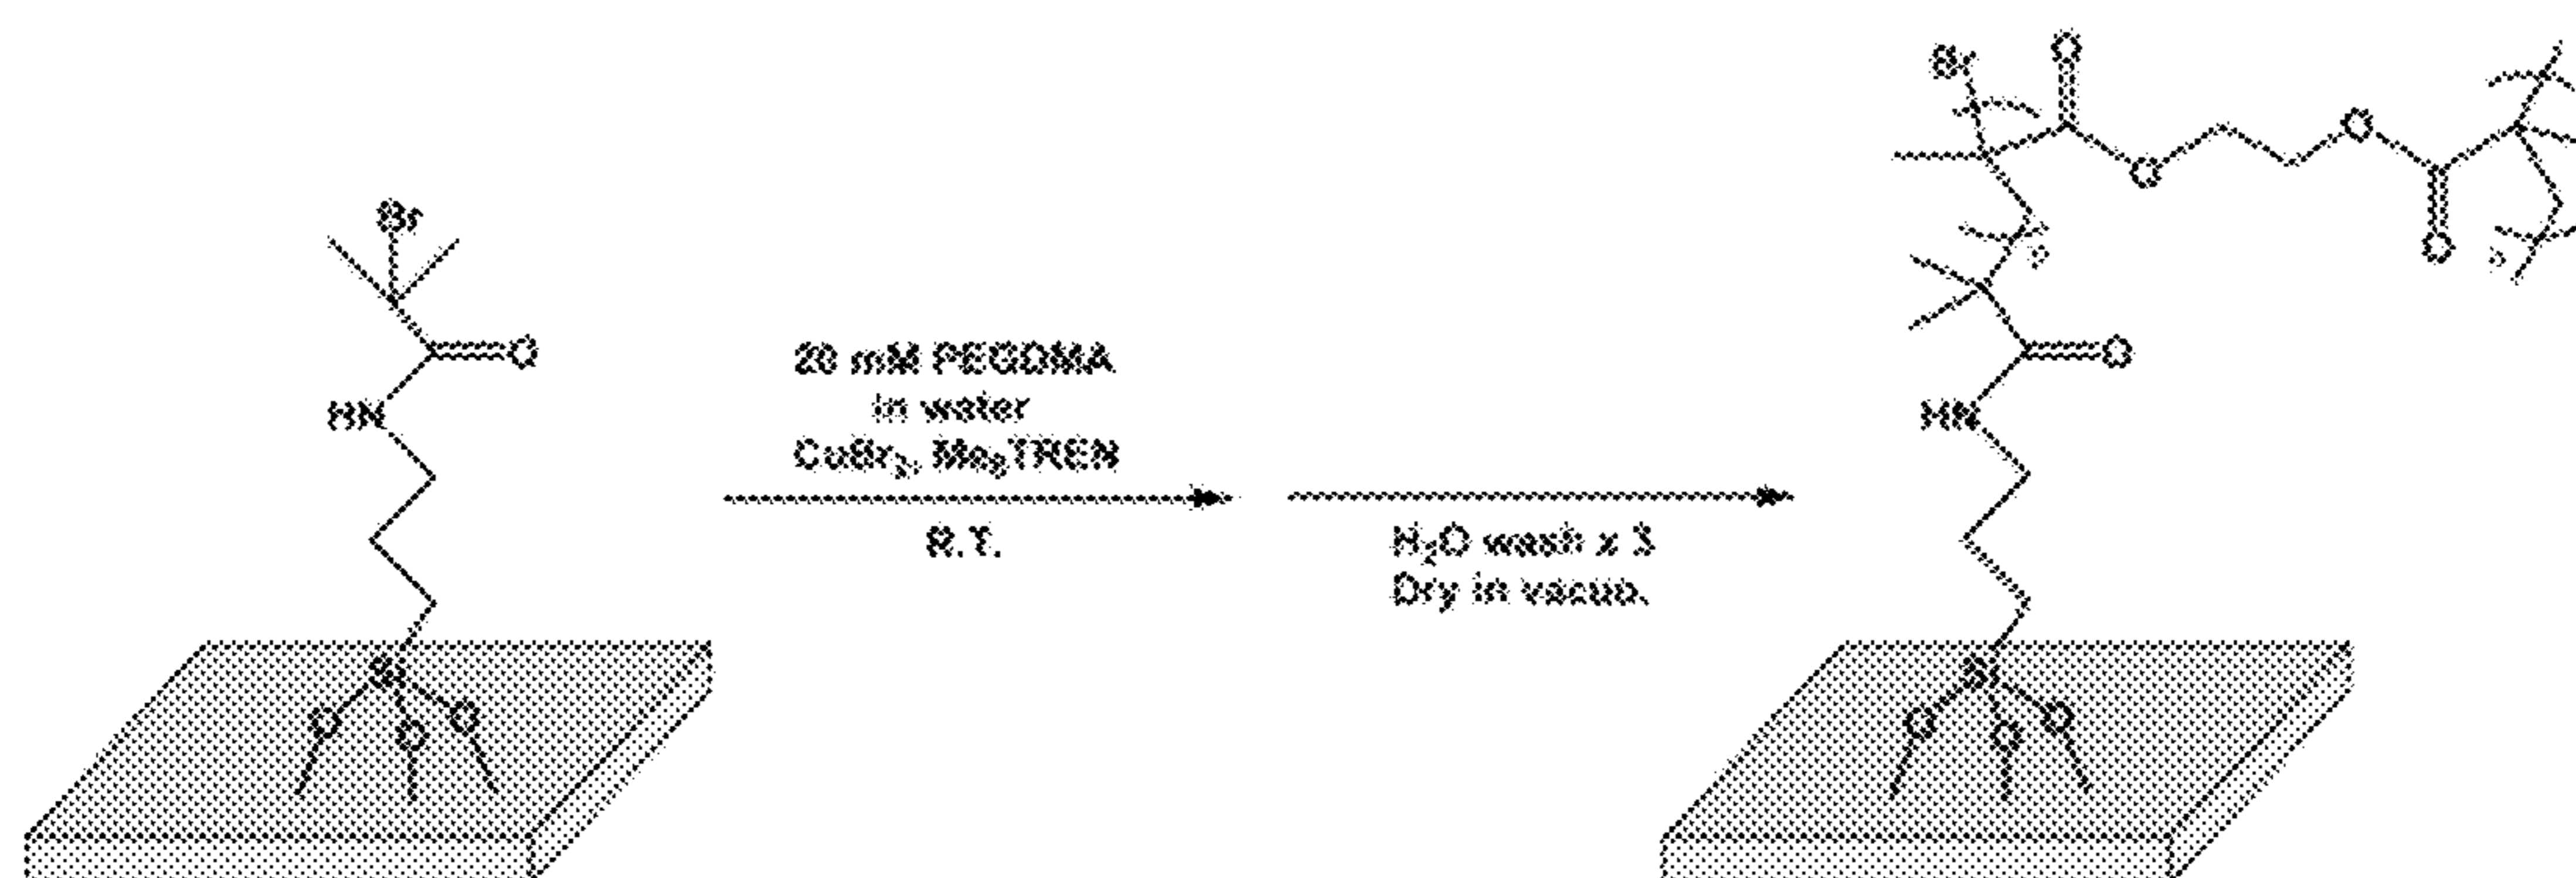 Br
O
HN
Si
O
O
O
20 mM PEGDMA
in water
CuBr2, Me6TREN
R.T.
H2O wash x 3
Dry in vacuo.
Br
O
O
O
O
O
HN
Si
O
O
O